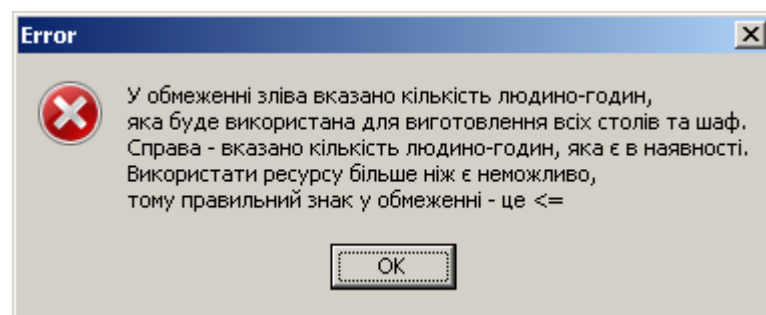 Error
У обмеженні зліва вказано кількість людино-годин,
яка буде використана для виготовлення всіх столів та шаф.
Справа - вказано кількість людино-годин, яка є в наявності.
Використати ресурсу більше ніж є неможливо,
тому правильний знак у обмеженні - це <=
OK